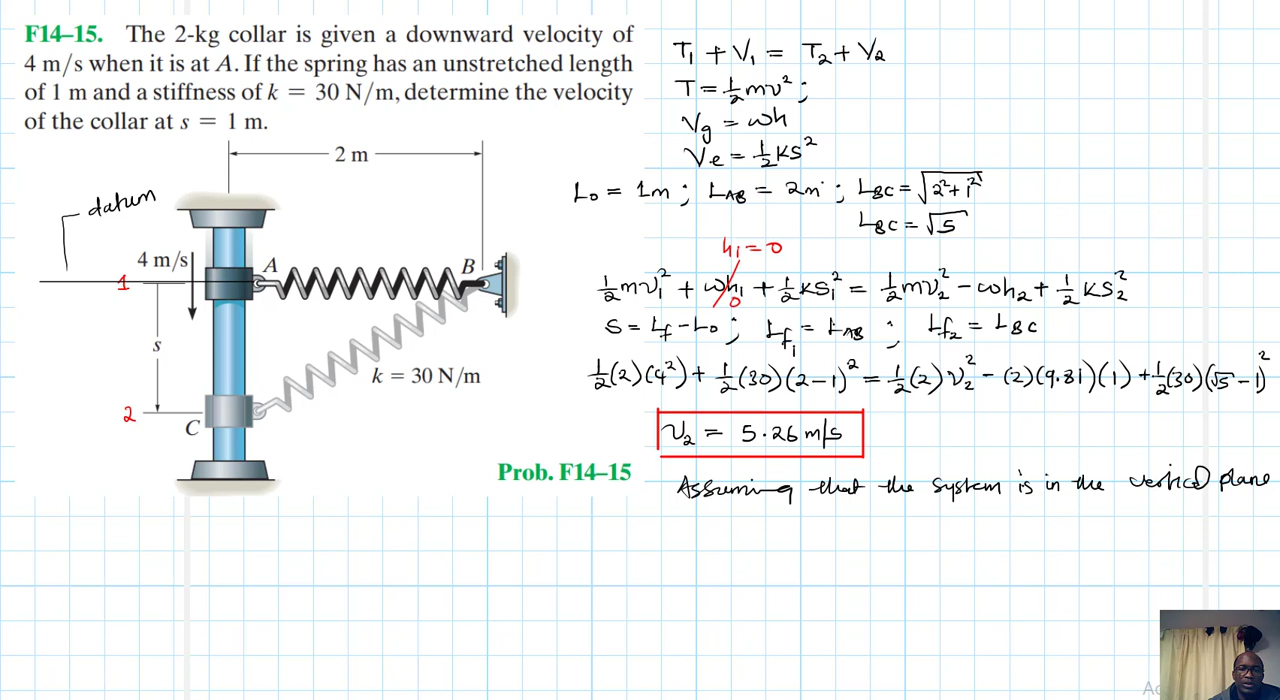 F14–15. The 2-kg collar is given a downward velocity of
4 m/s when it is at A. If the spring has an unstretched length
of 1 m and a stiffness of k = 30 N/m, determine the velocity
of the collar at s = 1 m.
2 m
datum
4 m/s
A
B
1
s
k = 30 N/m
2
C
Prob. F14–15
T₁ + V₁ = T₂ + V₂
T = ½mv² ;
Vg = wh
Ve = ½ks²
L₀ = 1m ; L_AB = 2m ; L_BC = √(2² + 1²)
L_BC = √5
h₁ = 0
½mv₁² + wh₁ + ½ks₁² = ½mv₂² - wh₂ + ½ks₂²
0
S = Lf - L₀ ; Lf₁ = L_AB ; Lf₂ = L_BC
½(2)(4²) + ½(30)(2-1)² = ½(2)v₂² - (2)(9.81)(1) + ½(30)(√5 - 1)²
v₂ = 5.26 m/s
Assuming that the system is in the vertical plane